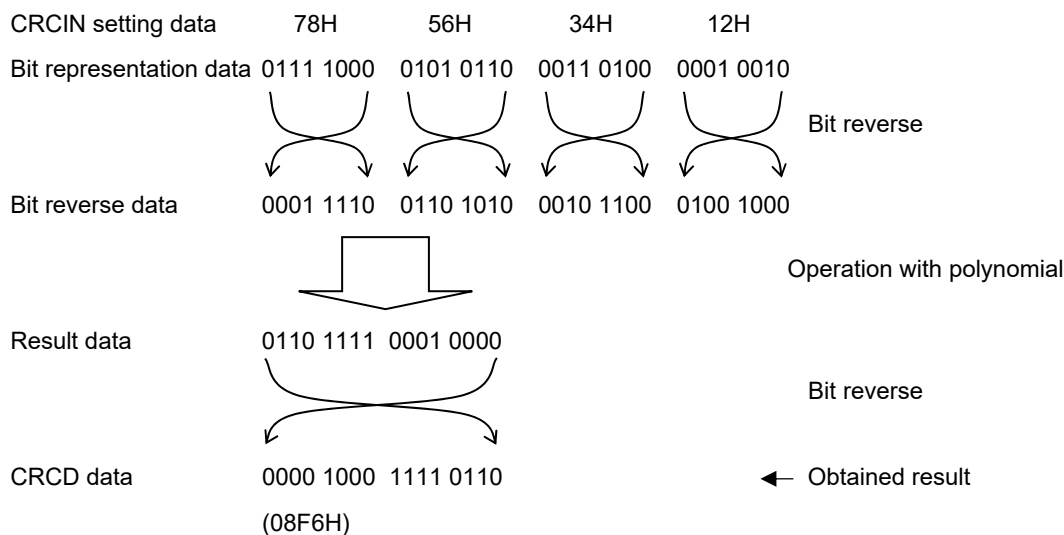 CRCIN setting data 78H 56H 34H 12H
Bit representation data 0111 1000 0101 0110 0011 0100 0001 0010
Bit reverse
Bit reverse data 0001 1110 0110 1010 0010 1100 0100 1000
Operation with polynomial
Result data 0110 1111 0001 0000
Bit reverse
CRCD data 0000 1000 1111 0110 Obtained result
(08F6H)